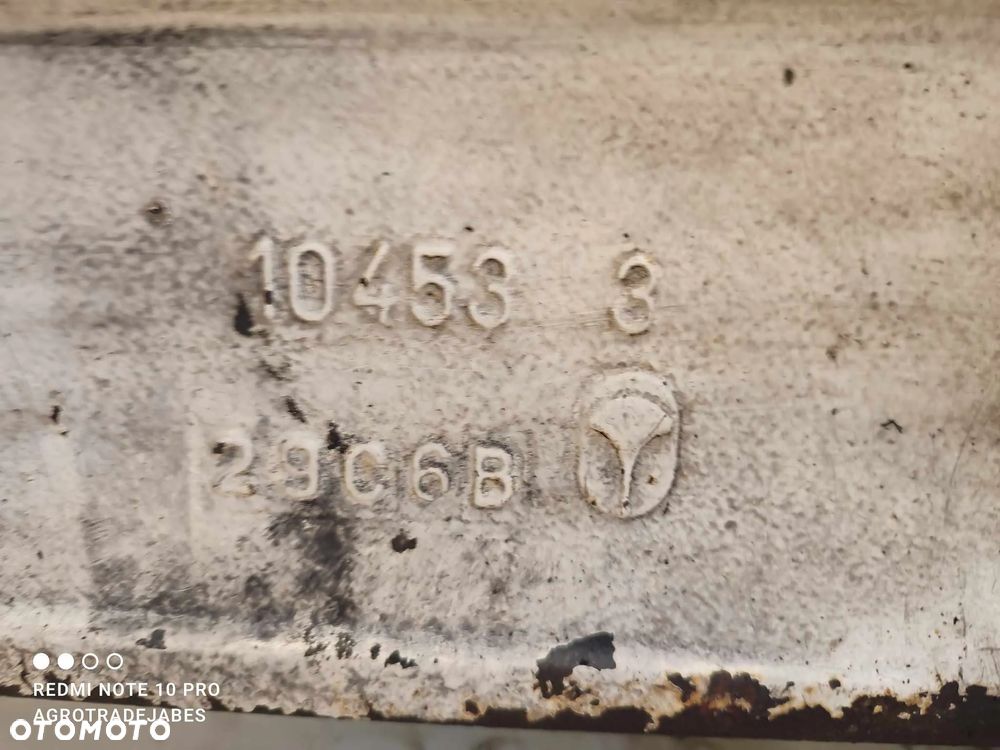 10453 3
29C6B
REDMI NOTE 10 PRO
AGROTRADEJABES
OTOMOTO